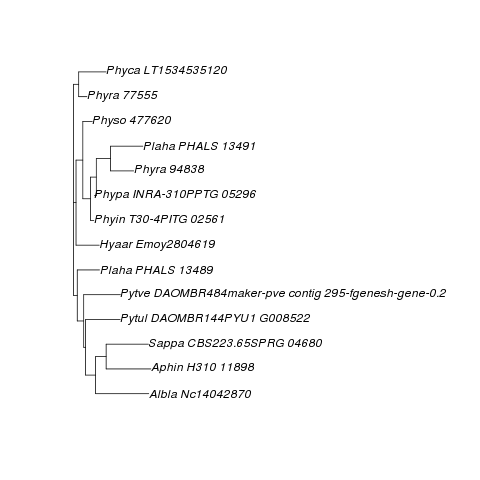 Phyca LT1534535120
Phyra 77555
Physo 477620
Plaha PHALS 13491
Phyra 94838
Phypa INRA-310PPTG 05296
Phyin T30-4PITG 02561
Hyaar Emoy2804619
Plaha PHALS 13489
Pytve DAOMBR484maker-pve contig 295-fgenesh-gene-0.2
Pytul DAOMBR144PYU1 G008522
Sappa CBS223.65SPRG 04680
Aphin H310 11898
Albla Nc14042870